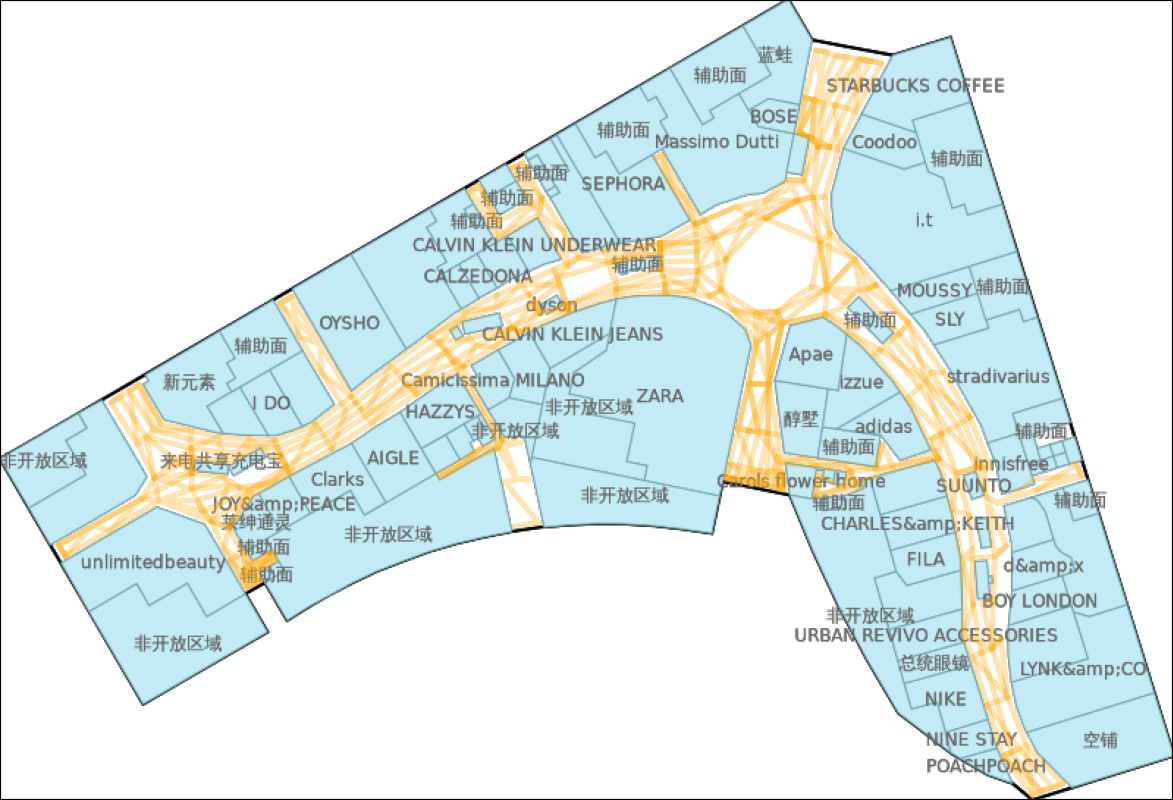 蓝蛙
辅助面
STARBUCKS COFFEE
BOSE
辅助面
Massimo Dutti
Coodoo
辅助面
辅助面
SEPHORA
辅助面
辅助面
i.t
CALVIN KLEIN UNDERWEAR
辅助面
CALZEDONA
MOUSSY
辅助面
dyson
OYSHO
辅助面
SLY
CALVIN KLEIN JEANS
辅助面
Apae
新元素
Camicissima MILANO
izzue
stradivarius
I DO
HAZZYS
非开放区域
ZARA
醇墅
adidas
非开放区域
辅助面
辅助面
非开放区域
来电共享充电宝
AIGLE
innisfree
Clarks
Carols flower home
SUUNTO
JOY&amp;PEACE
非开放区域
辅助面
辅助面
莱绅通灵
CHARLES&amp;KEITH
非开放区域
辅助面
unlimitedbeauty
FILA
d&amp;x
辅助面
BOY LONDON
非开放区域
URBAN REVIVO ACCESSORIES
非开放区域
总统眼镜
LYNK&amp;CO
NIKE
NINE STAY
空铺
POACHPOACH